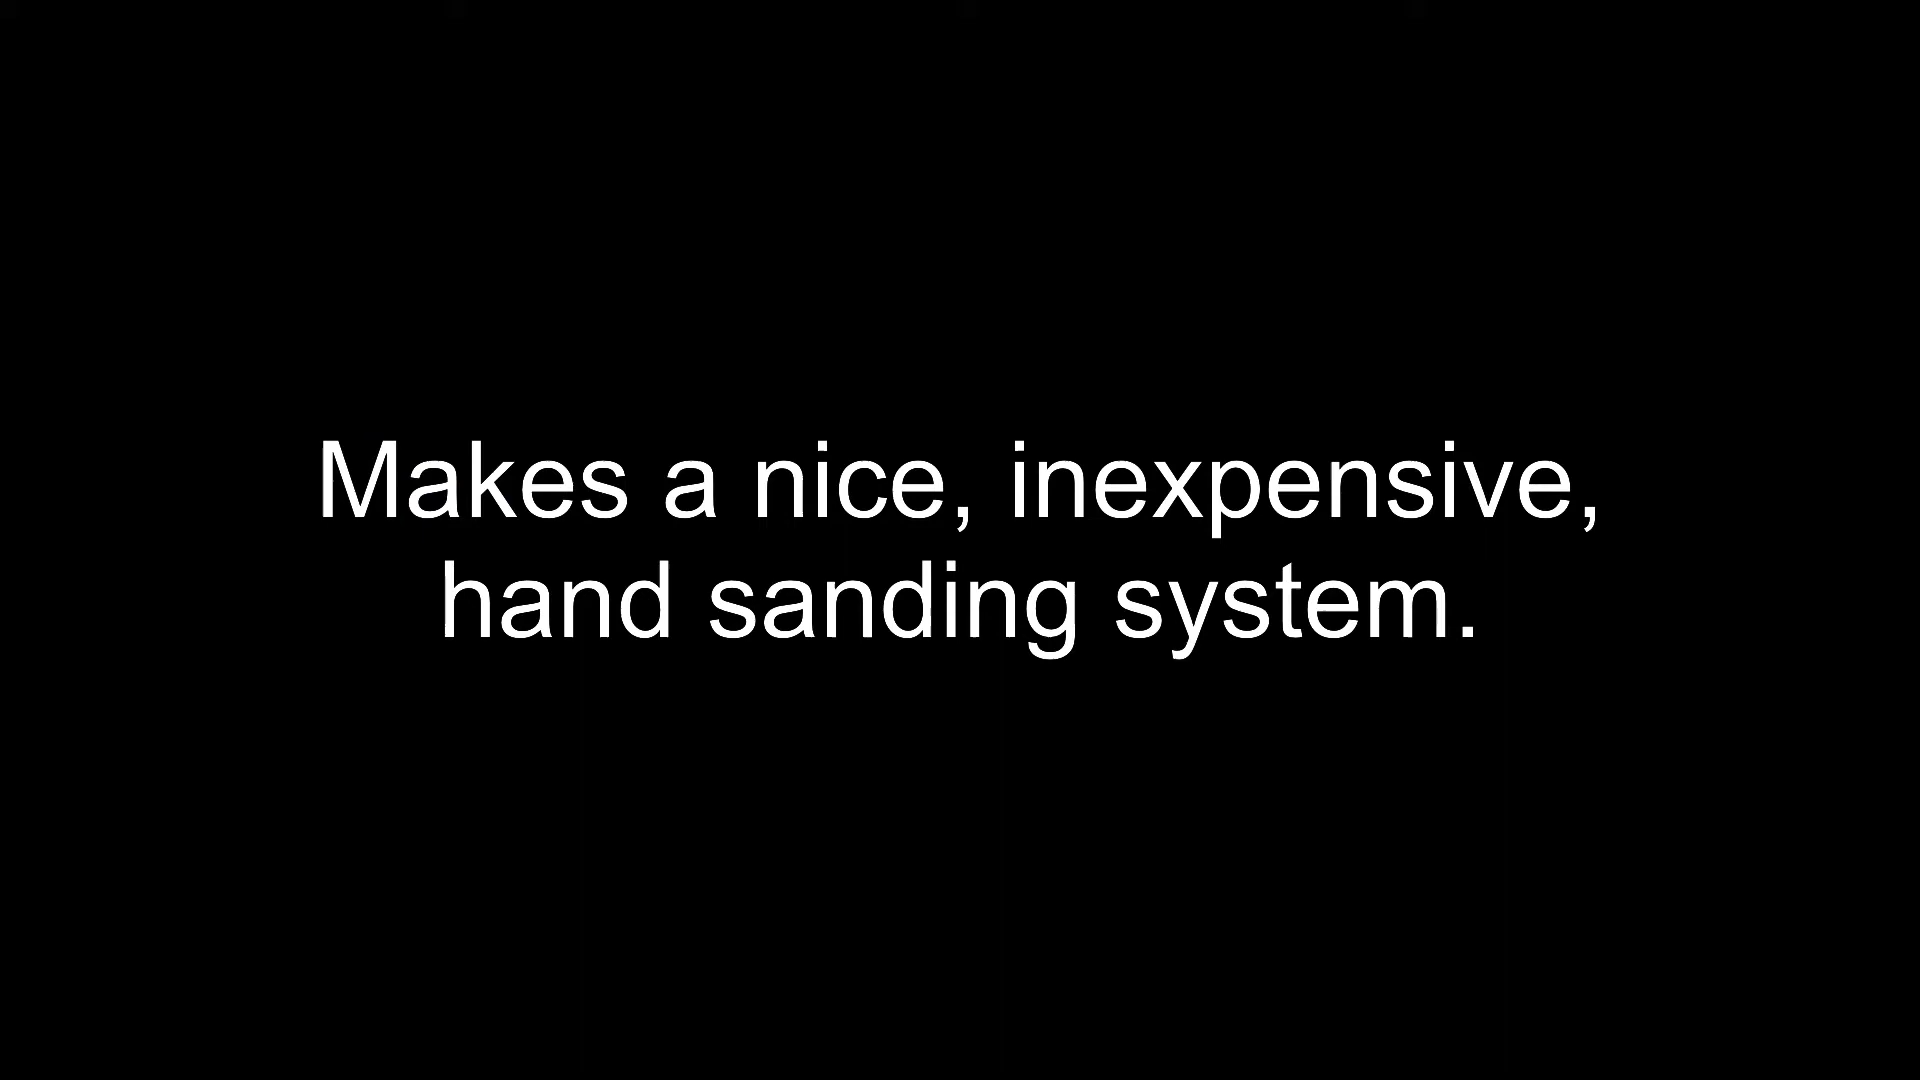 Makes a nice, inexpensive,
hand sanding system.